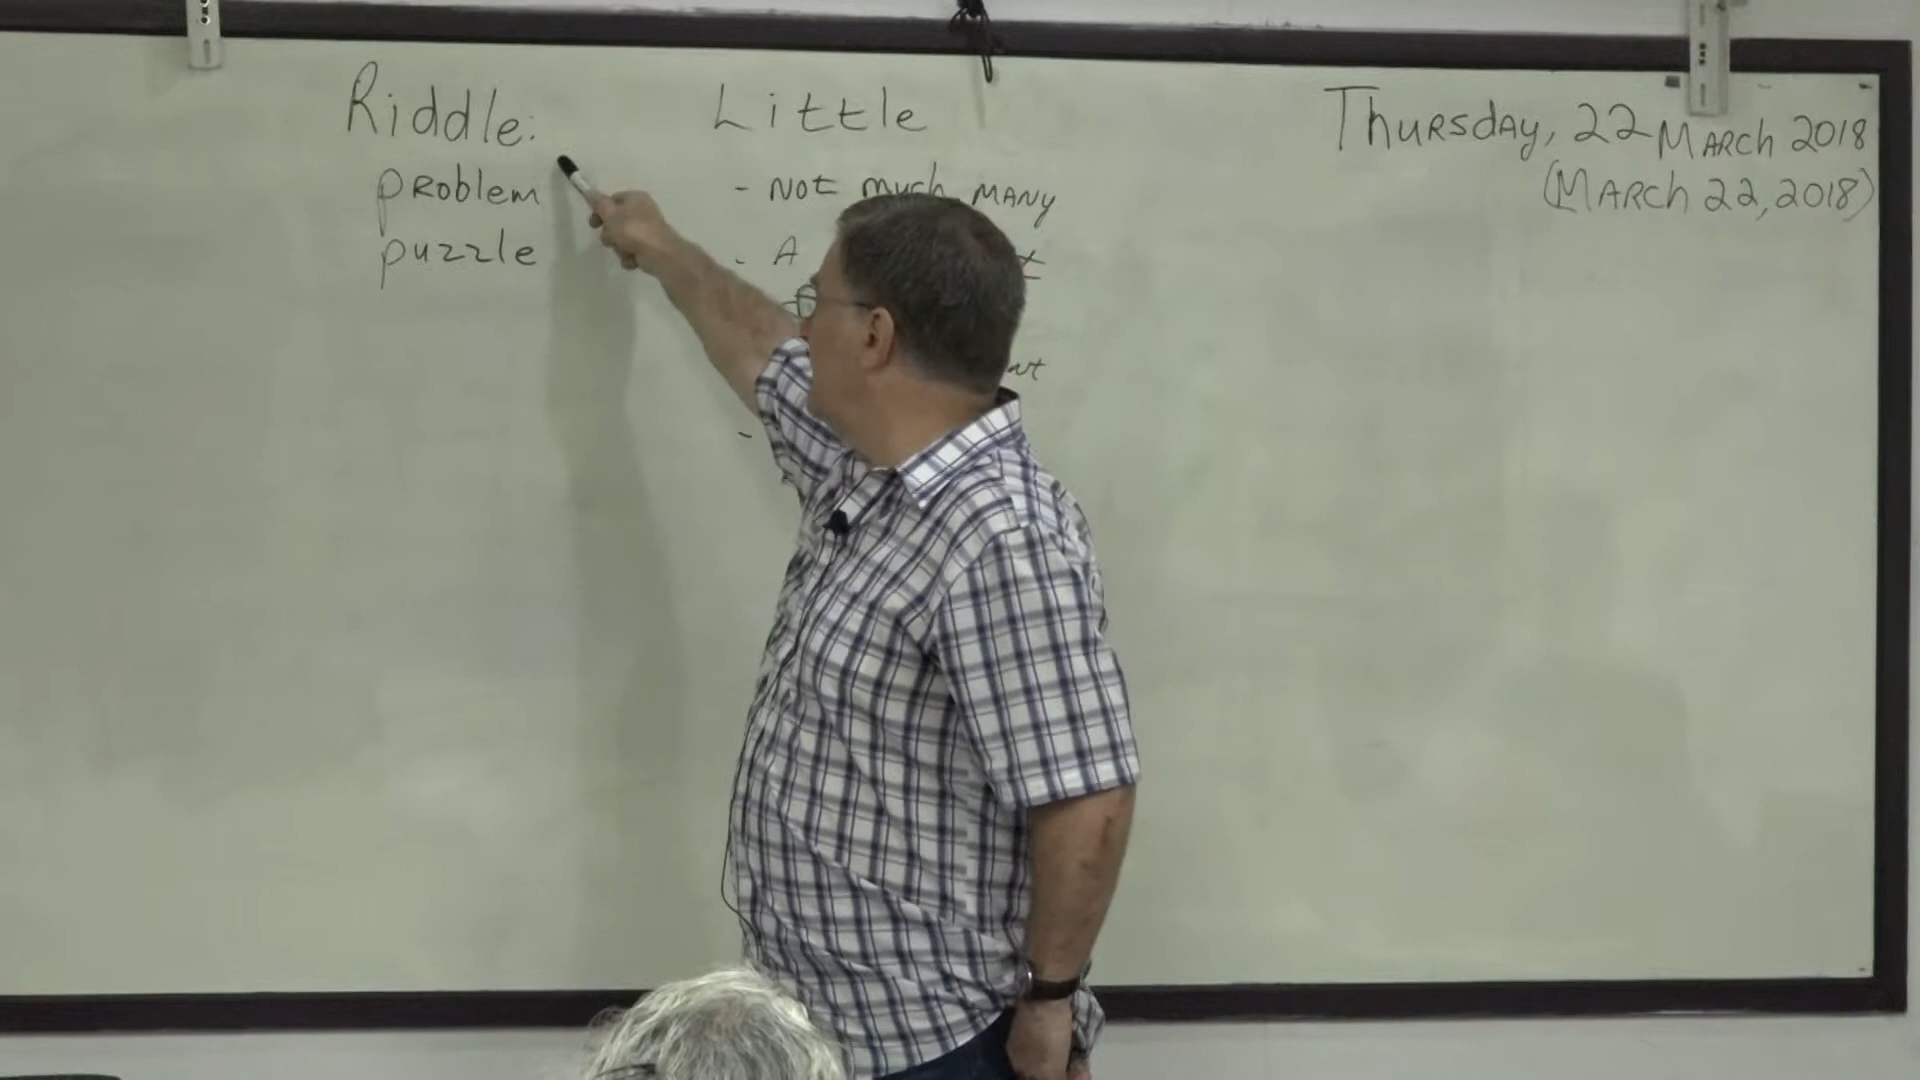 Riddle:
problem
puzzle
Little
- Not much many
- A
-
Thursday, 22 March 2018
(March 22, 2018)